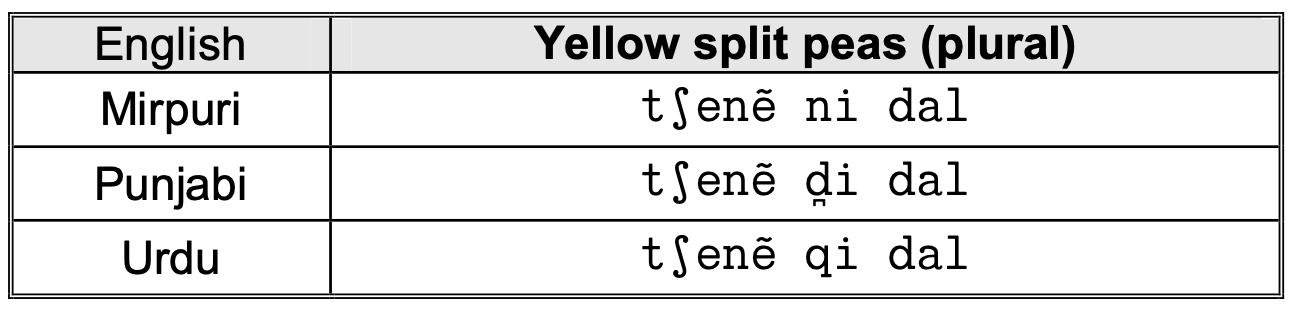 English Yellow split peas (plural)
Mirpuri tʃenẽ ni dal
Punjabi tʃenẽ d̪i dal
Urdu tʃenẽ qi dal